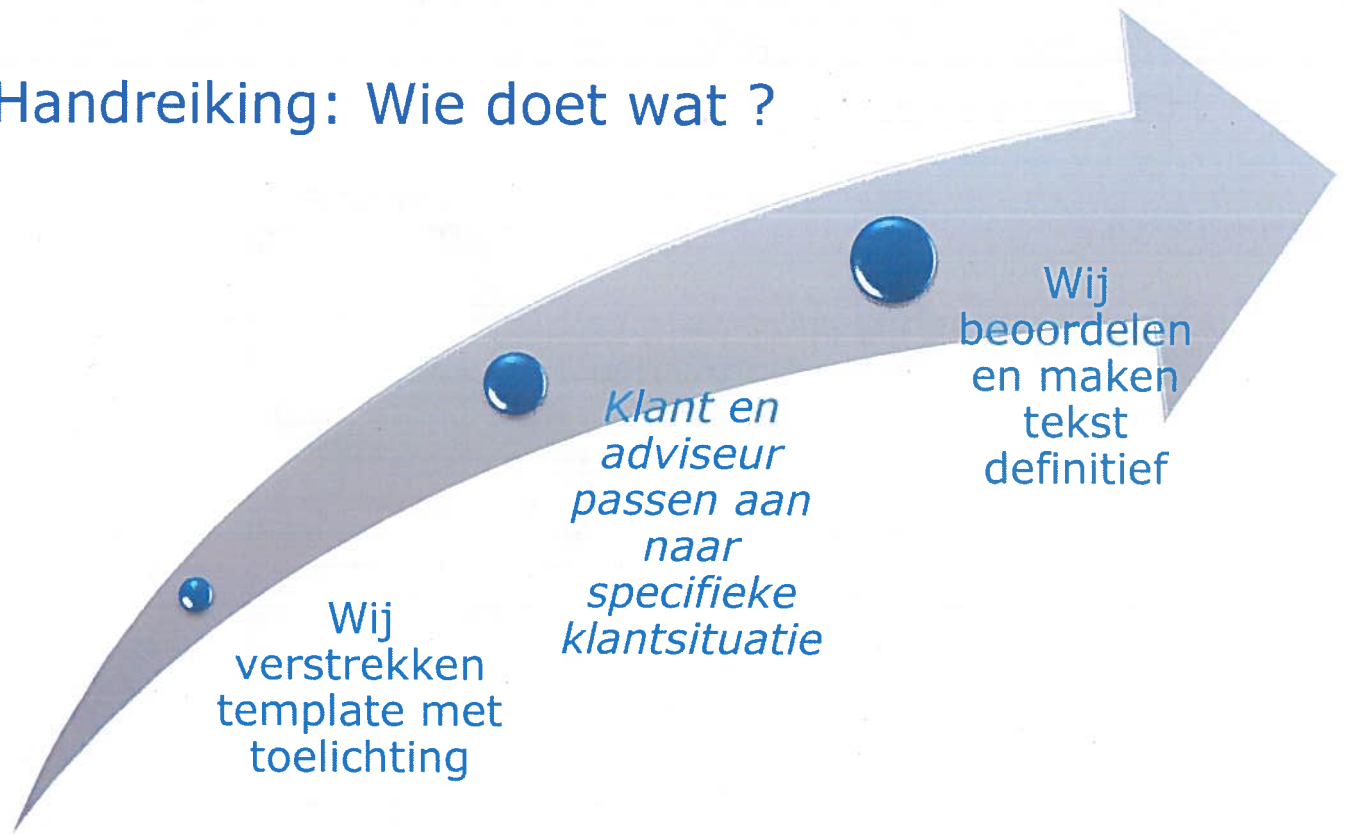 Handreiking: Wie doet wat ?
Wij
verstrekken
template met
toelichting
Klant en
adviseur
passen aan
naar
specifieke
klantsituatie
Wij
beoordelen
en maken
tekst
definitief